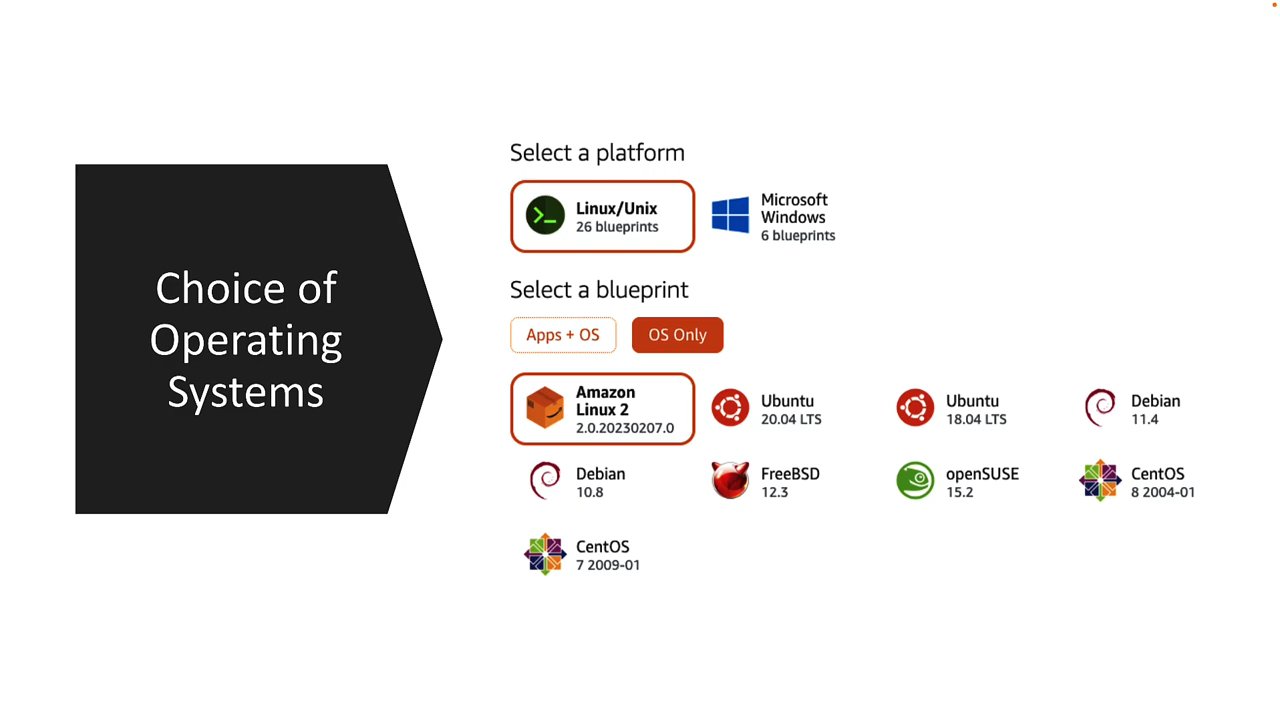 Choice of
Operating
Systems
Select a platform
Linux/Unix
26 blueprints
Microsoft
Windows
6 blueprints
Select a blueprint
Apps + OS
OS Only
Amazon
Linux 2
2.0.20230207.0
Ubuntu
20.04 LTS
Ubuntu
18.04 LTS
Debian
11.4
Debian
10.8
FreeBSD
12.3
openSUSE
15.2
CentOS
8 2004-01
CentOS
7 2009-01